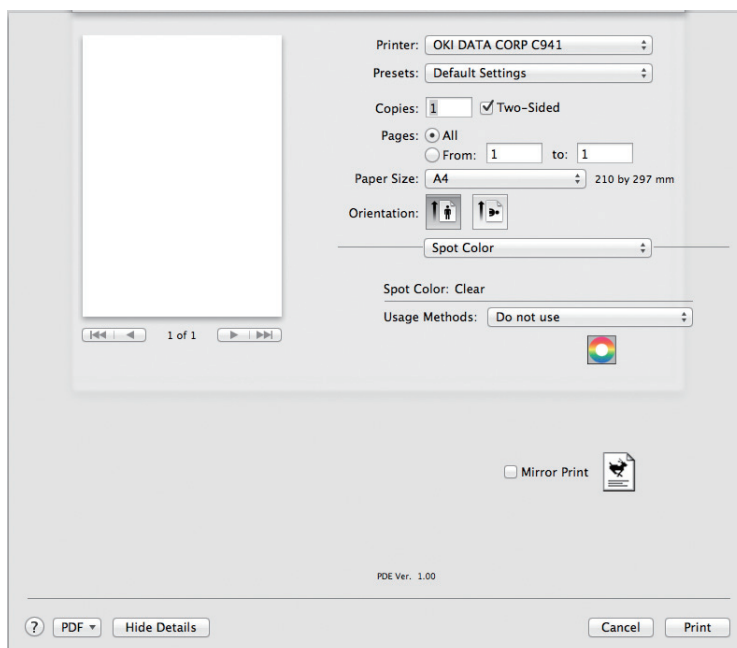 Printer: OKI DATA CORP C941
Presets: Default Settings
Copies: 1 Two-Sided
Pages: All
From: 1 to: 1
Paper Size: A4 210 by 297 mm
Orientation:
Spot Color
Spot Color: Clear
Usage Methods: Do not use
1 of 1
Mirror Print
PDE Ver. 1.00
? PDF Hide Details Cancel Print